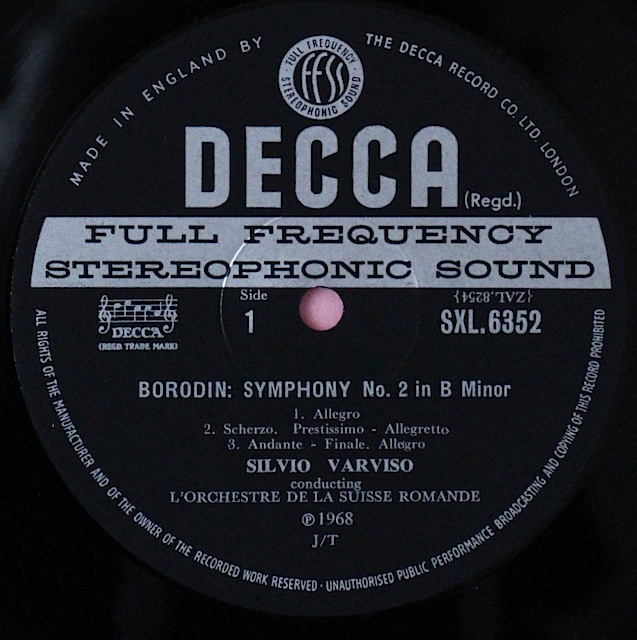 MADE IN ENGLAND BY
THE DECCA RECORD CO. LTD. LONDON
FULL FREQUENCY
FFSS
STEREOPHONIC SOUND
DECCA (Regd.)
FULL FREQUENCY
STEREOPHONIC SOUND
Side
1
DECCA
(REGD. TRADE MARK)
{ZAL.8254}
SXL.6352
BORODIN: SYMPHONY No. 2 in B Minor
1. Allegro
2. Scherzo. Prestissimo - Allegretto
3. Andante - Finale. Allegro
SILVIO VARVISO
conducting
L'ORCHESTRE DE LA SUISSE ROMANDE
℗1968
J/T
ALL RIGHTS OF THE MANUFACTURER AND OF THE OWNER OF THE RECORDED WORK RESERVED · UNAUTHORISED PUBLIC PERFORMANCE BROADCASTING AND COPYING OF THIS RECORD PROHIBITED